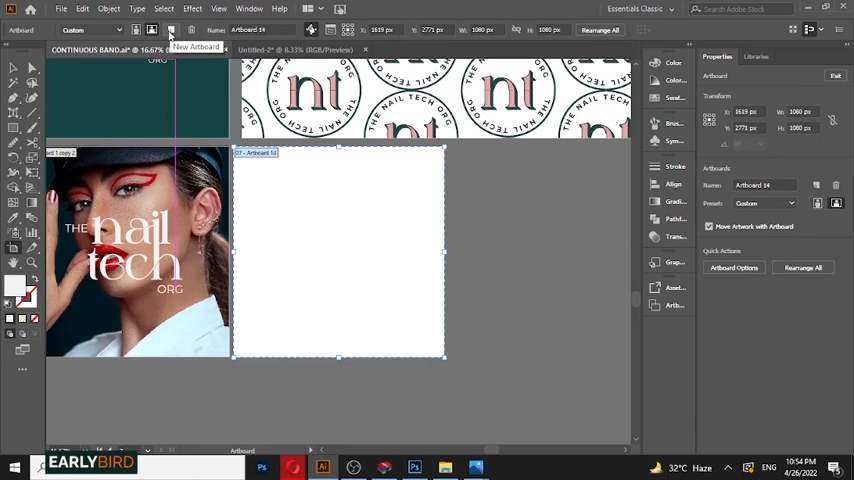 File Edit Object Type Select Effect View Window Help
Essentials Classic
Search Adobe Stock
Artboard
Custom
Name: Artboard 14
X: 1619 px
Y: 2771 px
W: 1080 px
H: 1080 px
Rearrange All
New Artboard
CONTINUOUS BAND.ai* @ 16.67%
Untitled-2* @ 8.33% (RGB/Preview)
Color
Color...
Swat...
Brus...
Sym...
Stroke
Align
Gradi...
Pathf...
Trans...
Grap...
Asset...
Artb...
Properties
Libraries
Artboard
Exit
Transform
X: 1619 px
W: 1080 px
Y: 2771 px
H: 1080 px
Artboards
Name: Artboard 14
Preset: Custom
Move Artwork with Artboard
Quick Actions
Artboard Options
Rearrange All
ORG
THE NAIL TECH ORG
nt
THE NAIL TECH ORG
nt
07 - Artboard 14
THE nail
tech
ORG
Artboard
EARLYBIRD
32°C Haze
ENG
10:54 PM
4/26/2022